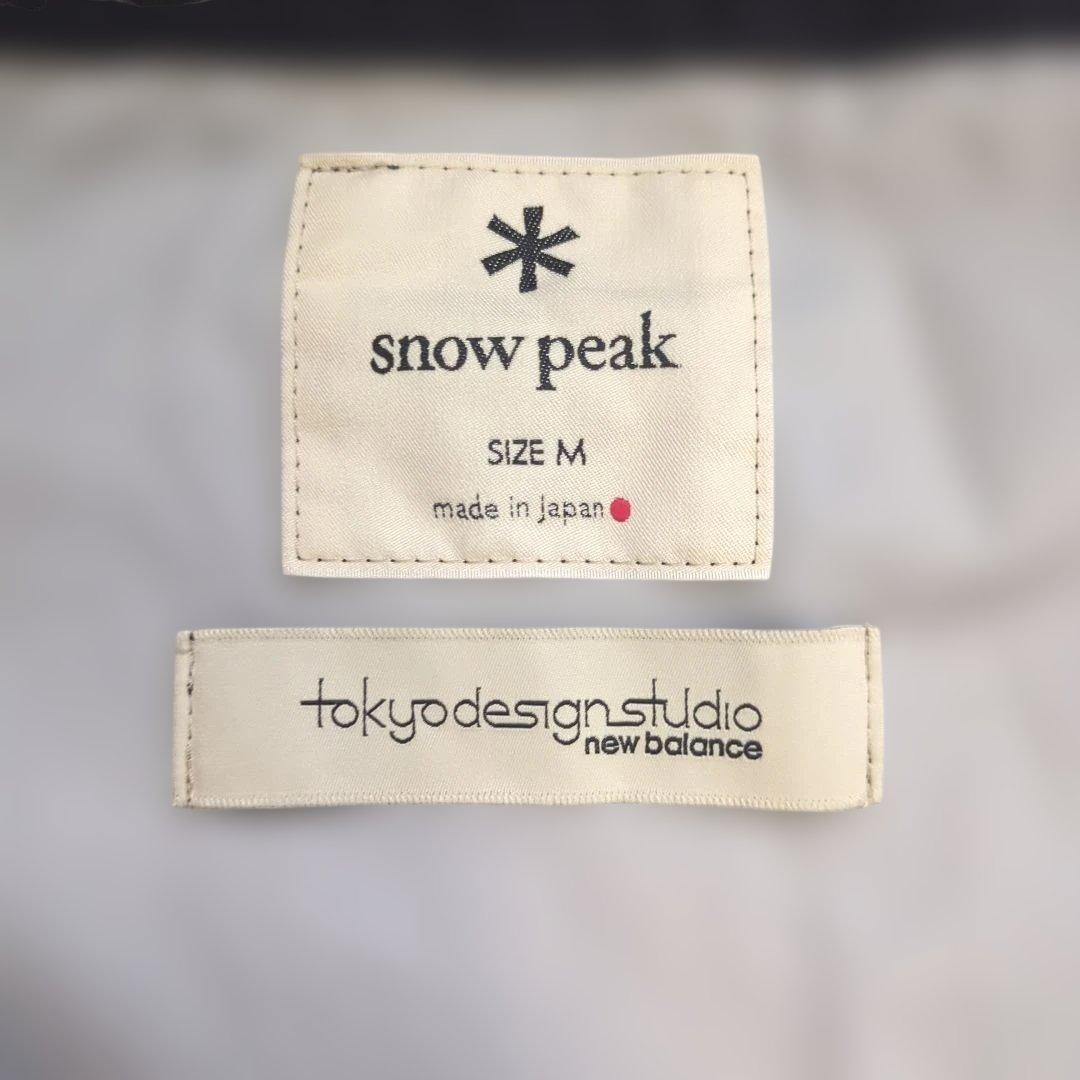 snow peak
SIZE M
made in Japan
tokyodesignstudio
new balance